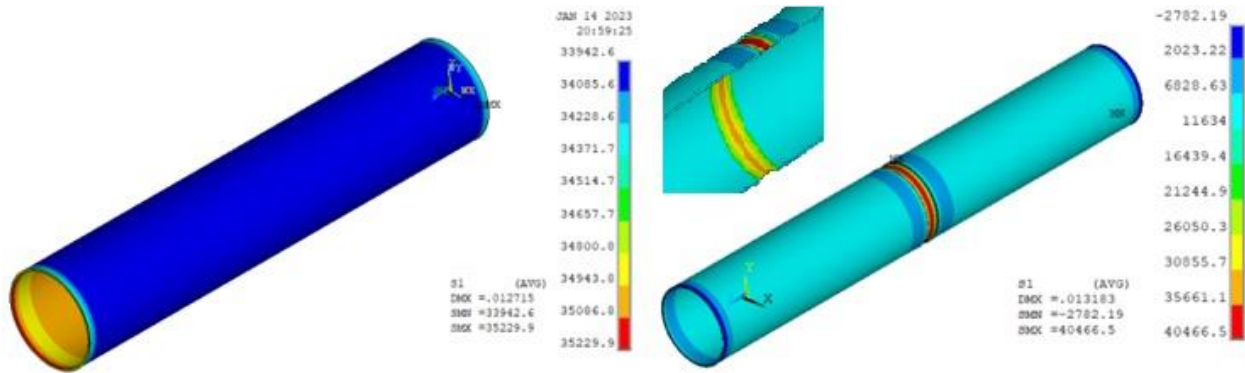 JAN 14 2023
20:59:25
33942.6
34085.6
34228.6
34371.7
34514.7
34657.7
34800.8
34943.8
35086.8
35229.9
MX
S1 (AVG)
DMX =.012715
SMN =33942.6
SMX =35229.9
-2782.19
2023.22
6828.63
11634
16439.4
21244.9
26050.3
30855.7
35661.1
40466.5
Y
X
S1 (AVG)
DMX =.013183
SMN =-2782.19
SMX =40466.5